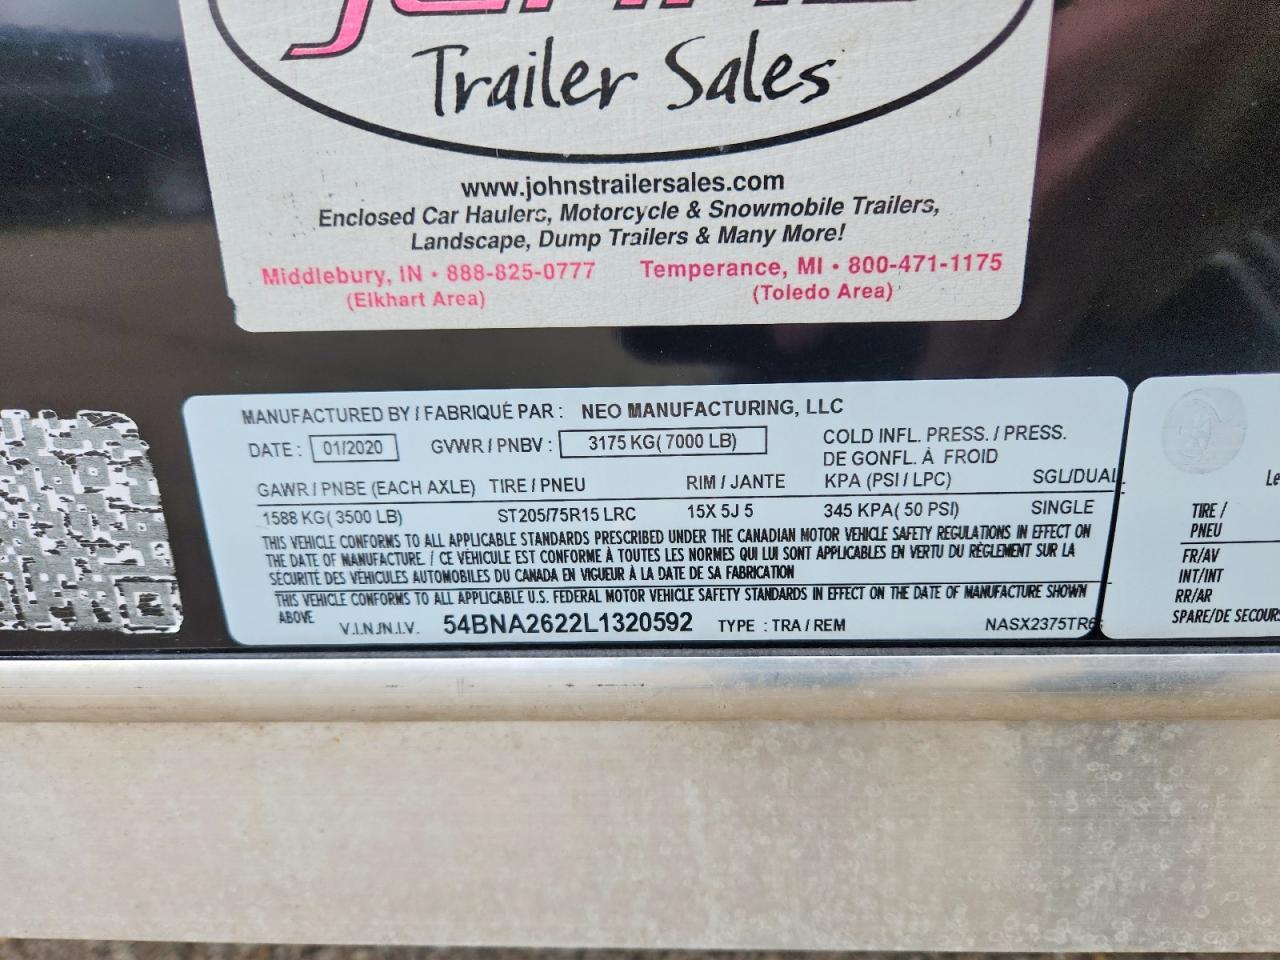 Trailer Sales
www.johnstrailersales.com
Enclosed Car Haulers, Motorcycle & Snowmobile Trailers,
Landscape, Dump Trailers & Many More!
Middlebury, IN • 888-825-0777 Temperance, MI • 800-471-1175
(Elkhart Area) (Toledo Area)
MANUFACTURED BY / FABRIQUÉ PAR : NEO MANUFACTURING, LLC
DATE : 01/2020 GVWR / PNBV : 3175 KG( 7000 LB) COLD INFL. PRESS. / PRESS.
DE GONFL. À FROID
GAWR / PNBE (EACH AXLE) TIRE / PNEU RIM / JANTE KPA (PSI / LPC) SGL/DUAL
1588 KG( 3500 LB) ST205/75R15 LRC 15X 5J 5 345 KPA( 50 PSI) SINGLE
THIS VEHICLE CONFORMS TO ALL APPLICABLE STANDARDS PRESCRIBED UNDER THE CANADIAN MOTOR VEHICLE SAFETY REGULATIONS IN EFFECT ON
THE DATE OF MANUFACTURE. / CE VÉHICULE EST CONFORME À TOUTES LES NORMES QUI LUI SONT APPLICABLES EN VERTU DU RÈGLEMENT SUR LA
SÉCURITÉ DES VÉHICULES AUTOMOBILES DU CANADA EN VIGUEUR À LA DATE DE SA FABRICATION
THIS VEHICLE CONFORMS TO ALL APPLICABLE U.S. FEDERAL MOTOR VEHICLE SAFETY STANDARDS IN EFFECT ON THE DATE OF MANUFACTURE SHOWN
ABOVE
V.I.N./N.I.V. 54BNA2622L1320592 TYPE : TRA / REM NASX2375TR6
Le
TIRE /
PNEU
FR/AV
INT/INT
RR/AR
SPARE/DE SECOURS